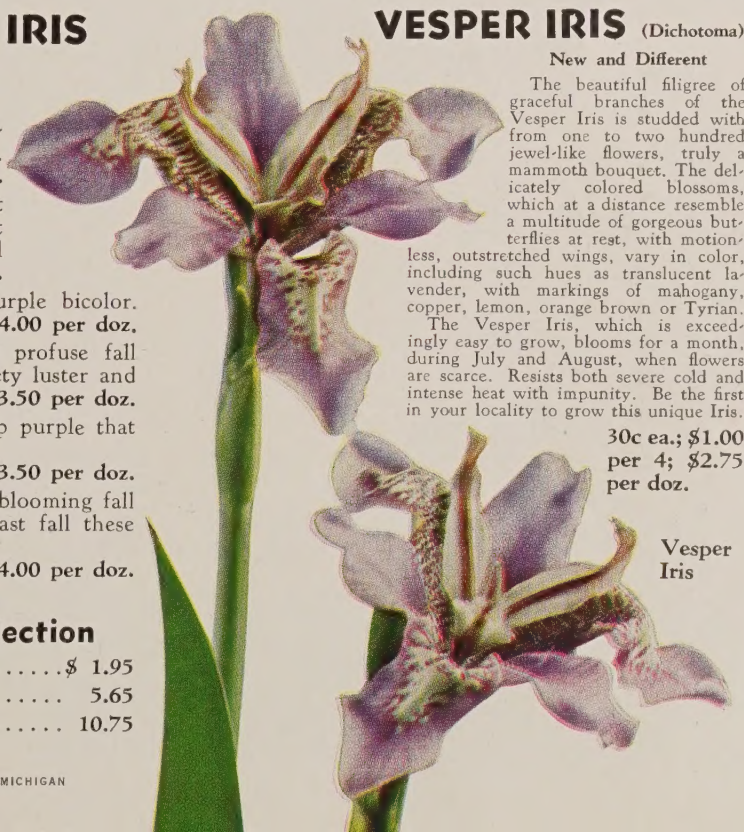 IRIS
urple bicolor.
4.00 per doz.
profuse fall
ty luster and
3.50 per doz.
p purple that
3.50 per doz.
blooming fall
ast fall these
4.00 per doz.
ection
.....$ 1.95
.... 5.65
.... 10.75
MICHIGAN
VESPER IRIS (Dichotoma)
New and Different
The beautiful filigree of
graceful branches of the
Vesper Iris is studded with
from one to two hundred
jewel-like flowers, truly a
mammoth bouquet. The del-
icately colored blossoms,
which at a distance resemble
a multitude of gorgeous but-
terflies at rest, with motion-
less, outstretched wings, vary in color,
including such hues as translucent la-
vender, with markings of mahogany,
copper, lemon, orange brown or Tyrian.
The Vesper Iris, which is exceed-
ingly easy to grow, blooms for a month,
during July and August, when flowers
are scarce. Resists both severe cold and
intense heat with impunity. Be the first
in your locality to grow this unique Iris.
30c ea.; $1.00
per 4; $2.75
per doz.
Vesper
Iris